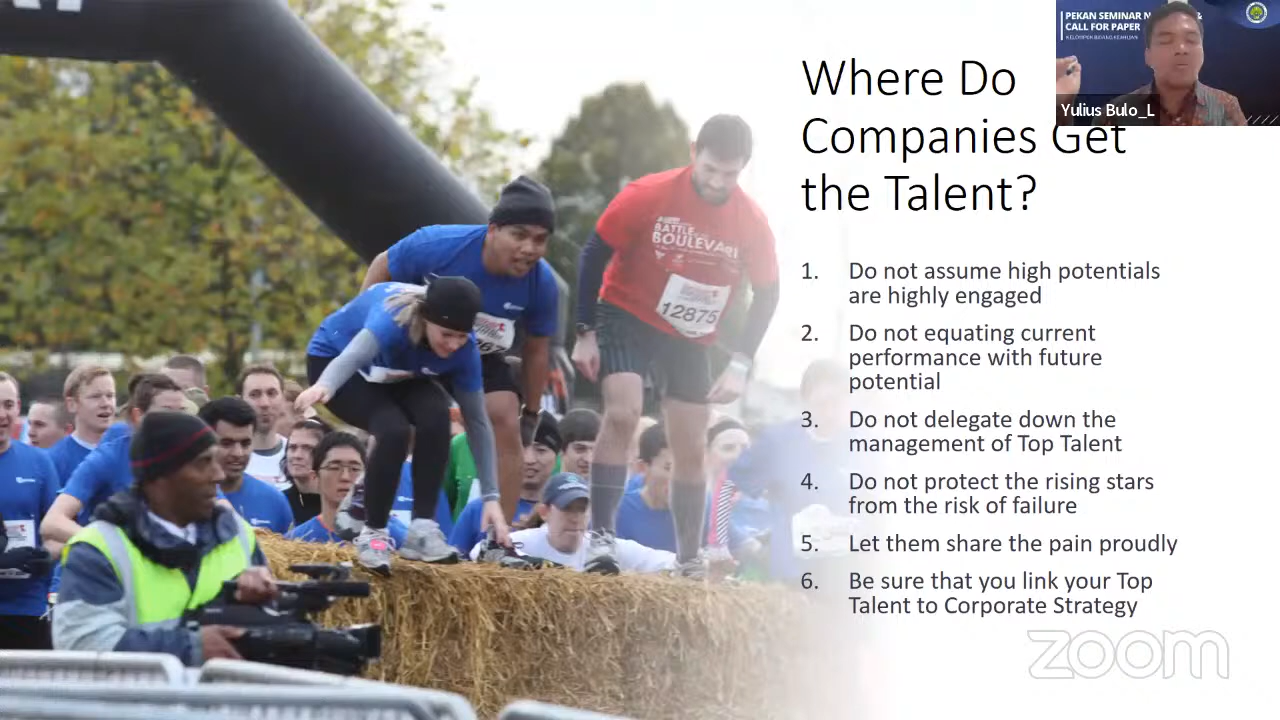 PEKAN SEMINAR N &
CALL FOR PAPER
Yulius Bulo_L
Where Do
Companies Get
the Talent?
1. Do not assume high potentials
are highly engaged
2. Do not equating current
performance with future
potential
3. Do not delegate down the
management of Top Talent
4. Do not protect the rising stars
from the risk of failure
5. Let them share the pain proudly
6. Be sure that you link your Top
Talent to Corporate Strategy
BATTLE
BOULEVARD
12875
zoom